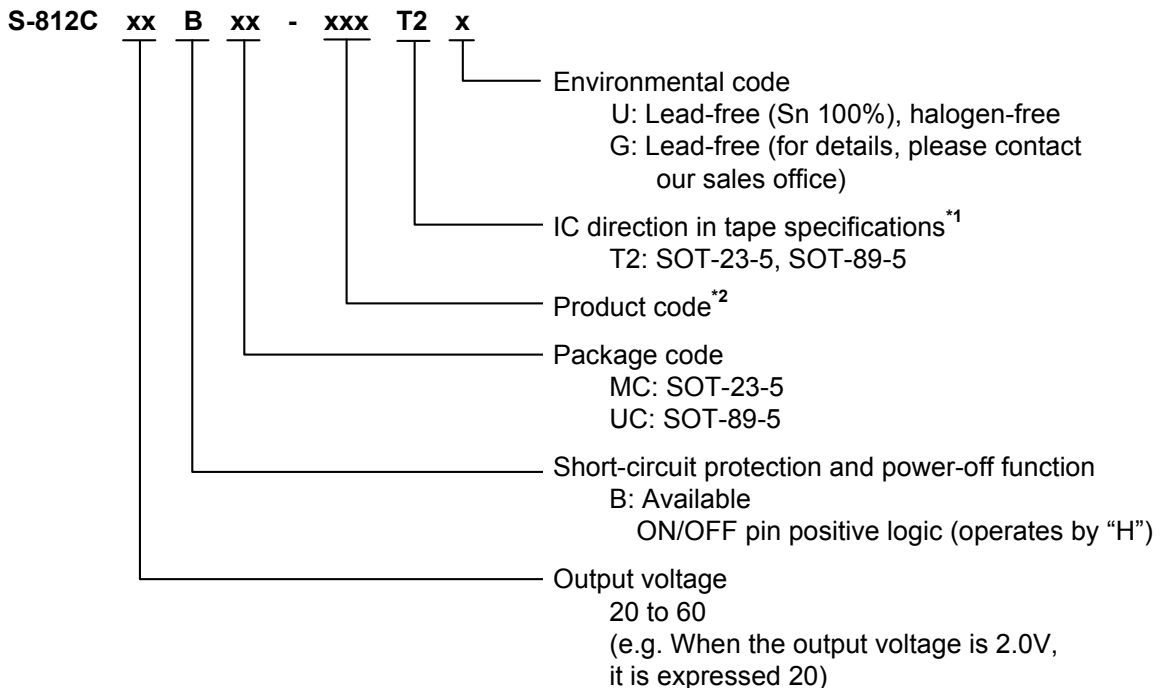 S-812C xx B xx - xxx T2 x
Environmental code
U: Lead-free (Sn 100%), halogen-free
G: Lead-free (for details, please contact
our sales office)
IC direction in tape specifications*1
T2: SOT-23-5, SOT-89-5
Product code*2
Package code
MC: SOT-23-5
UC: SOT-89-5
Short-circuit protection and power-off function
B: Available
ON/OFF pin positive logic (operates by “H”)
Output voltage
20 to 60
(e.g. When the output voltage is 2.0V,
it is expressed 20)